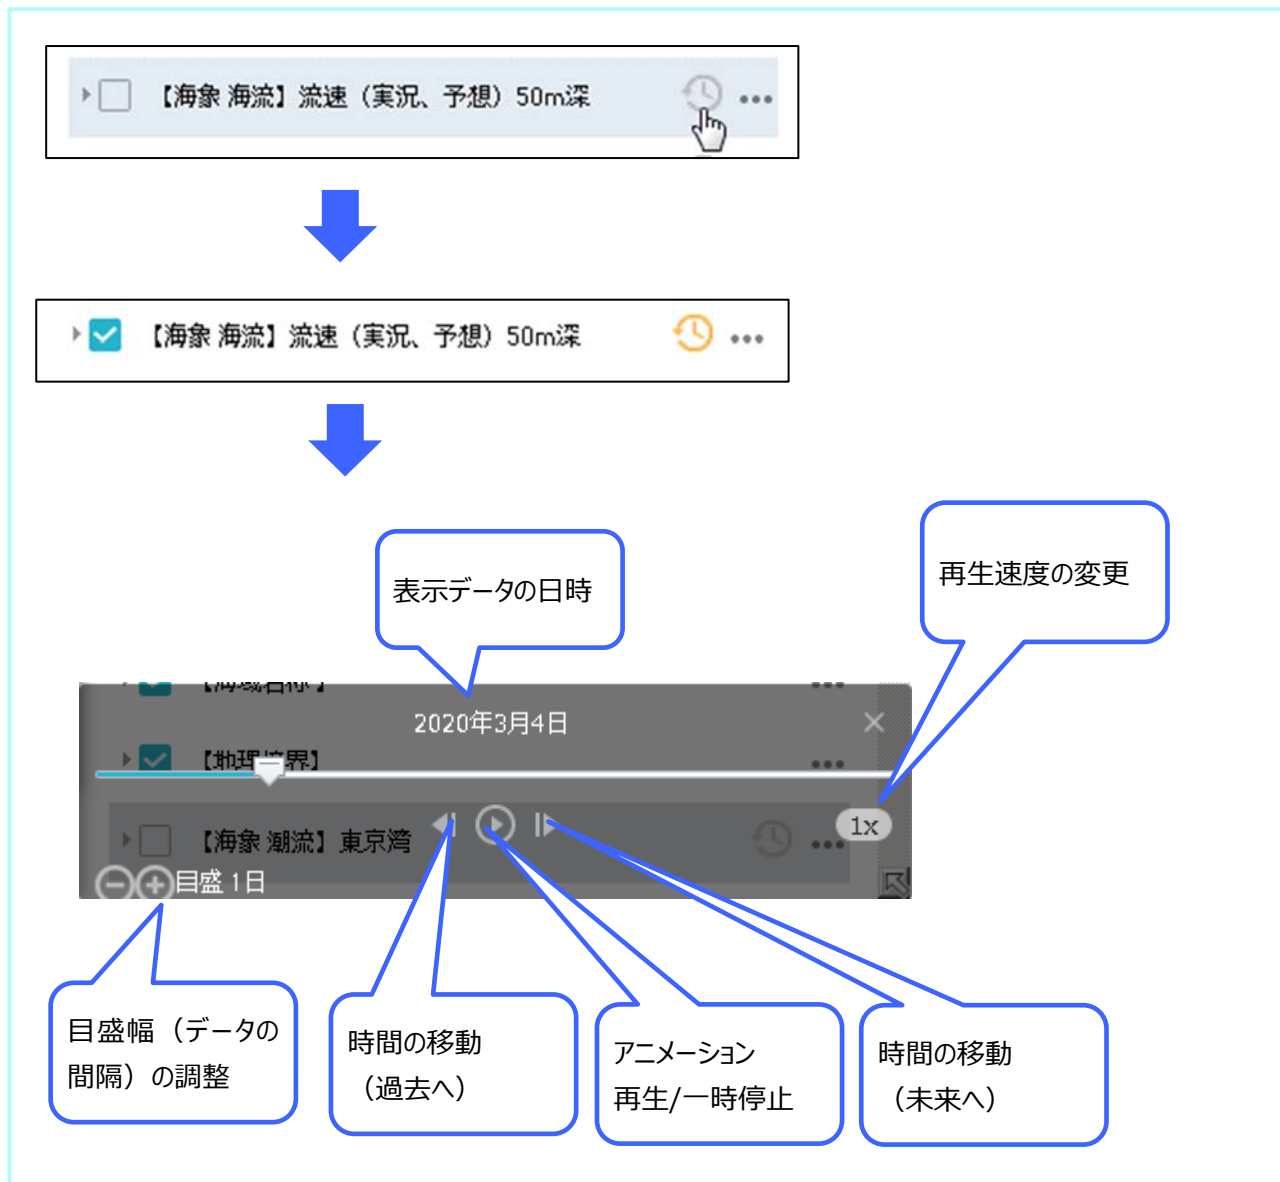 【海象 海流】流速（実況、予想）50m深
【海象 海流】流速（実況、予想）50m深
再生速度の変更
表示データの日時
【海域名称】
2020年3月4日
【地理境界】
【海象 潮流】東京湾
1x
目盛 1日
目盛幅（データの
間隔）の調整
時間の移動
（過去へ）
アニメーション
再生/一時停止
時間の移動
（未来へ）